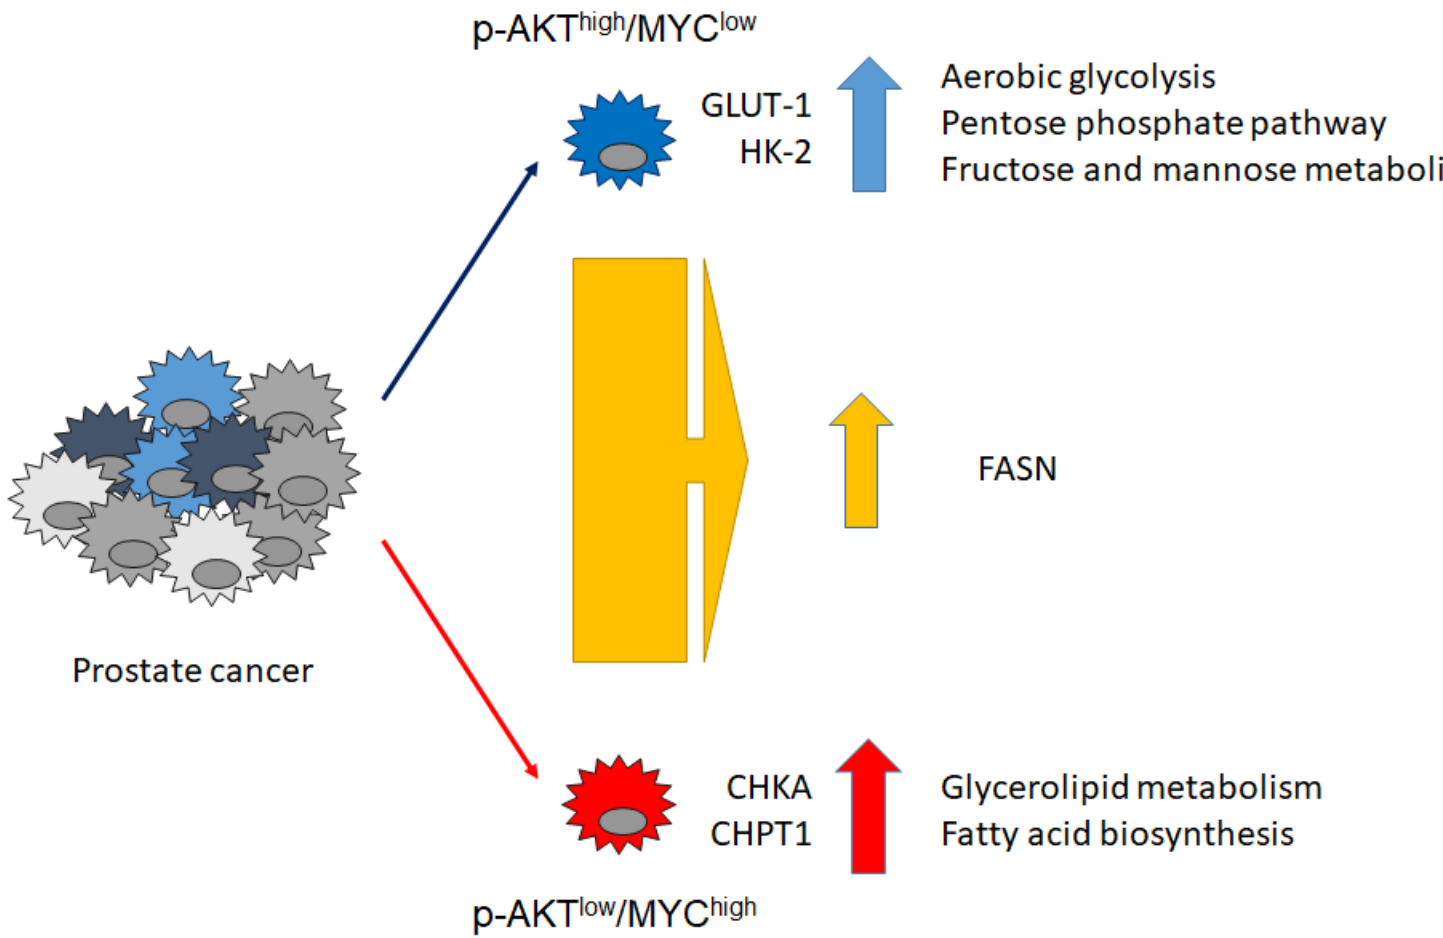 p-AKThigh/MYClow
GLUT-1
HK-2
Aerobic glycolysis
Pentose phosphate pathway
Fructose and mannose metaboli
FASN
Prostate cancer
CHKA
CHPT1
Glycerolipid metabolism
Fatty acid biosynthesis
p-AKTlow/MYChigh